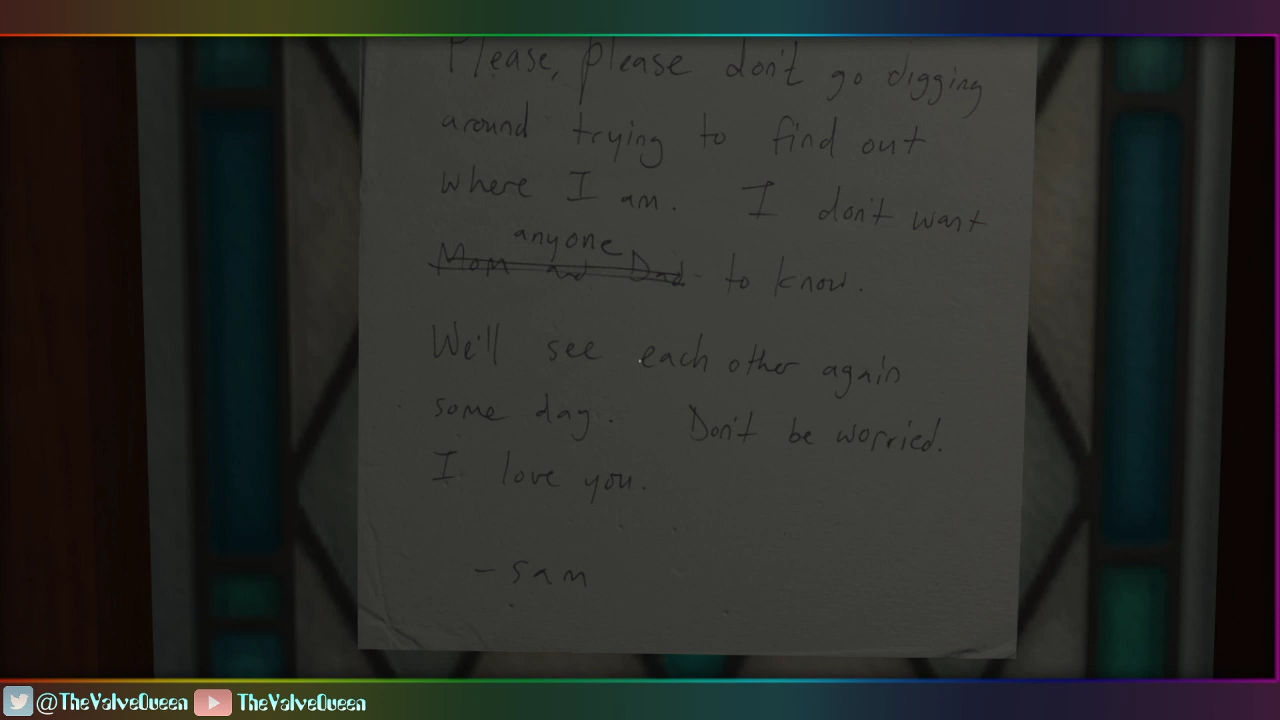 Please, please don't go digging
around trying to find out
where I am. I don't want
anyone
Mom and Dad to know.
We'll see each other again
some day. Don't be worried.
I love you.
- Sam
@TheValveQueen TheValveQueen